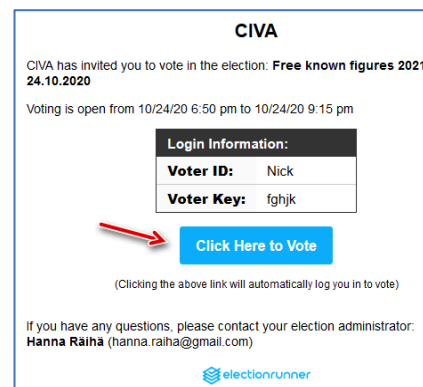 CIVA
CIVA has invited you to vote in the election: Free known figures 2021
24.10.2020
Voting is open from 10/24/20 6:50 pm to 10/24/20 9:15 pm
Login Information:
Voter ID: Nick
Voter Key: fghjk
Click Here to Vote
(Clicking the above link will automatically log you in to vote)
If you have any questions, please contact your election administrator:
Hanna Räihä (hanna.raiha@gmail.com)
electionrunner